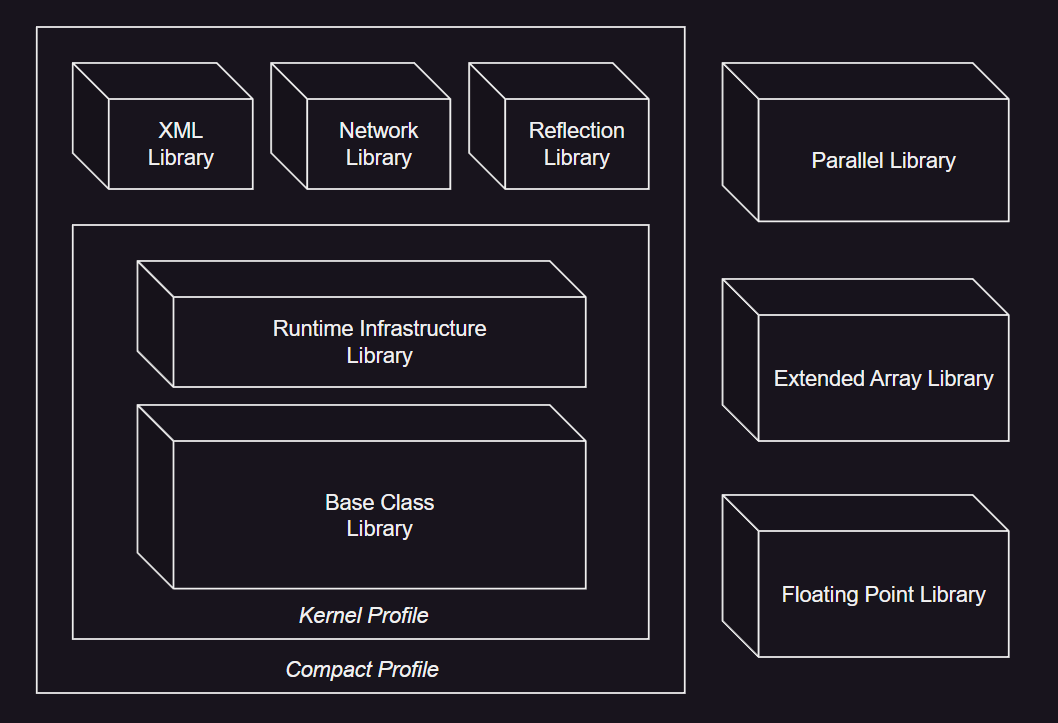 XML
Library
Network
Library
Reflection
Library
Parallel Library
Runtime Infrastructure
Library
Extended Array Library
Base Class
Library
Floating Point Library
Kernel Profile
Compact Profile